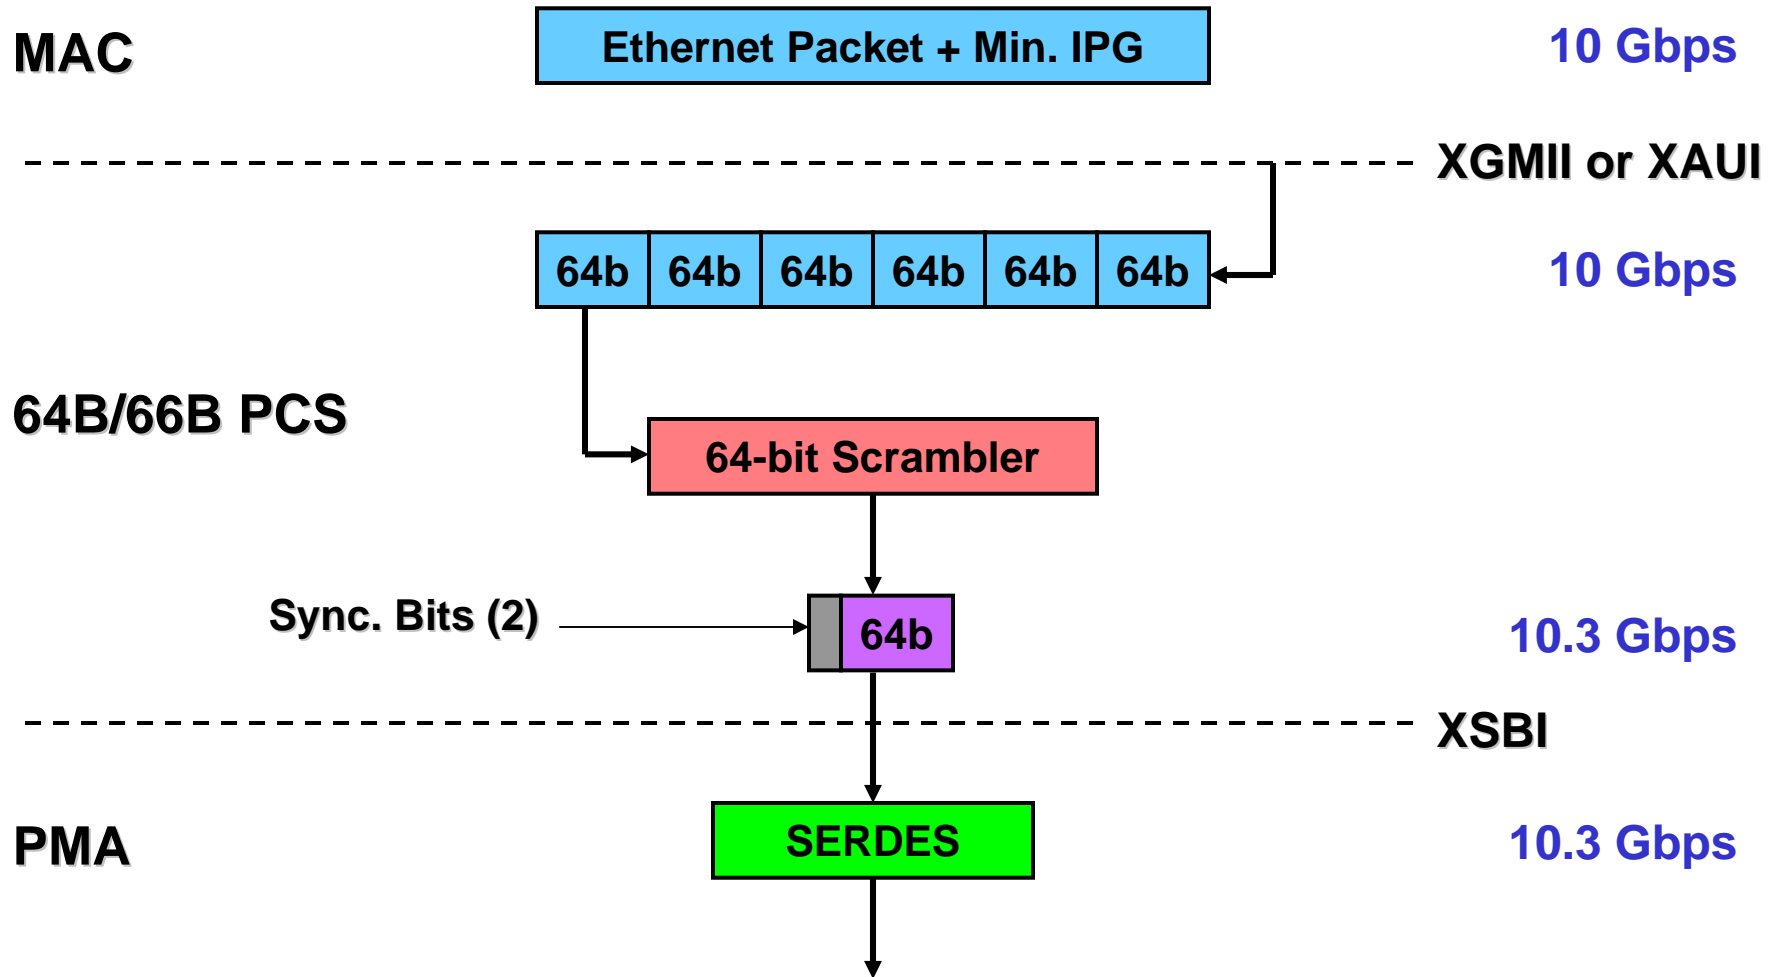 MAC
Ethernet Packet + Min. IPG
10 Gbps
XGMII or XAUI
64b 64b 64b 64b 64b 64b
10 Gbps
64B/66B PCS
64-bit Scrambler
Sync. Bits (2)
64b
10.3 Gbps
XSBI
PMA
SERDES
10.3 Gbps